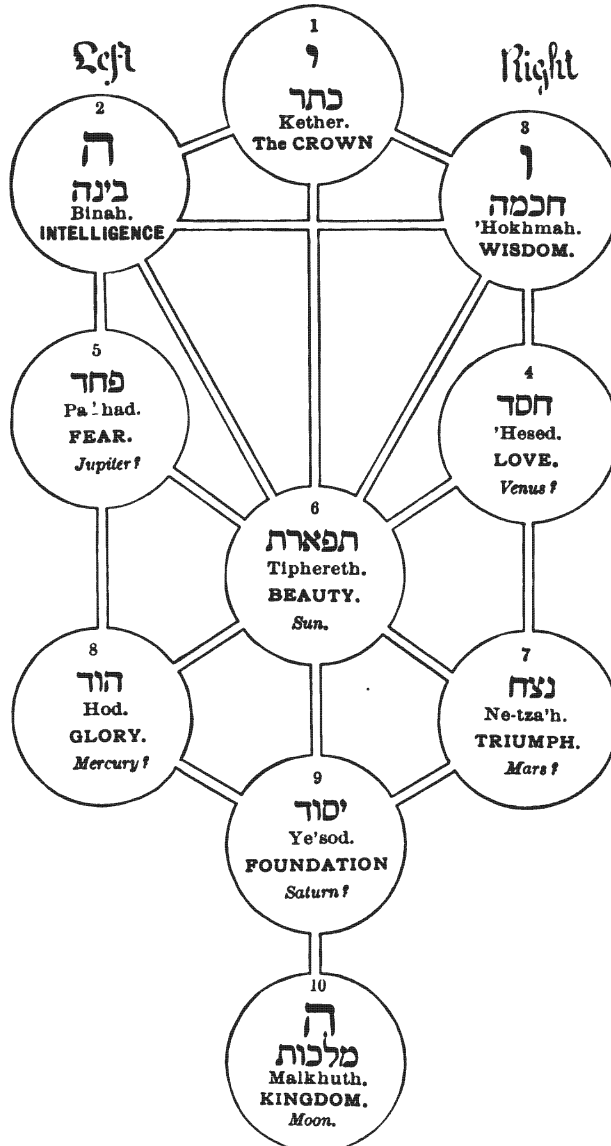 Left
Right
1
י
כתר
Kether.
The CROWN
2
ה
בינה
Binah.
INTELLIGENCE
3
ו
חכמה
'Hokhmah.
WISDOM.
5
פחד
Pa'had.
FEAR.
Jupiter?
4
חסד
'Hesed.
LOVE.
Venus?
6
תפארת
Tiphereth.
BEAUTY.
Sun.
8
הוד
Hod.
GLORY.
Mercury?
7
נצח
Ne-tza'h.
TRIUMPH.
Mars?
9
יסוד
Ye'sod.
FOUNDATION
Saturn?
10
ה
מלכות
Malkhuth.
KINGDOM.
Moon.